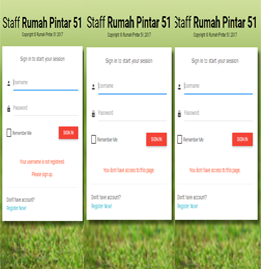 Staff Rumah Pintar 51
Copyright © Rumah Pintar 51 2017
Sign in to start your session
Username
Password
Remember Me
SIGN IN
Your username is not registered.
Please sign up.
Don't have account?
Register Now!
Staff Rumah Pintar 51
Copyright © Rumah Pintar 51 2017
Sign in to start your session
Username
Password
Remember Me
SIGN IN
You don't have access to this page
Don't have account?
Register Now!
Staff Rumah Pintar 51
Copyright © Rumah Pintar 51 2017
Sign in to start your session
Username
Password
Remember Me
SIGN IN
You don't have access to this page
Don't have account?
Register Now!